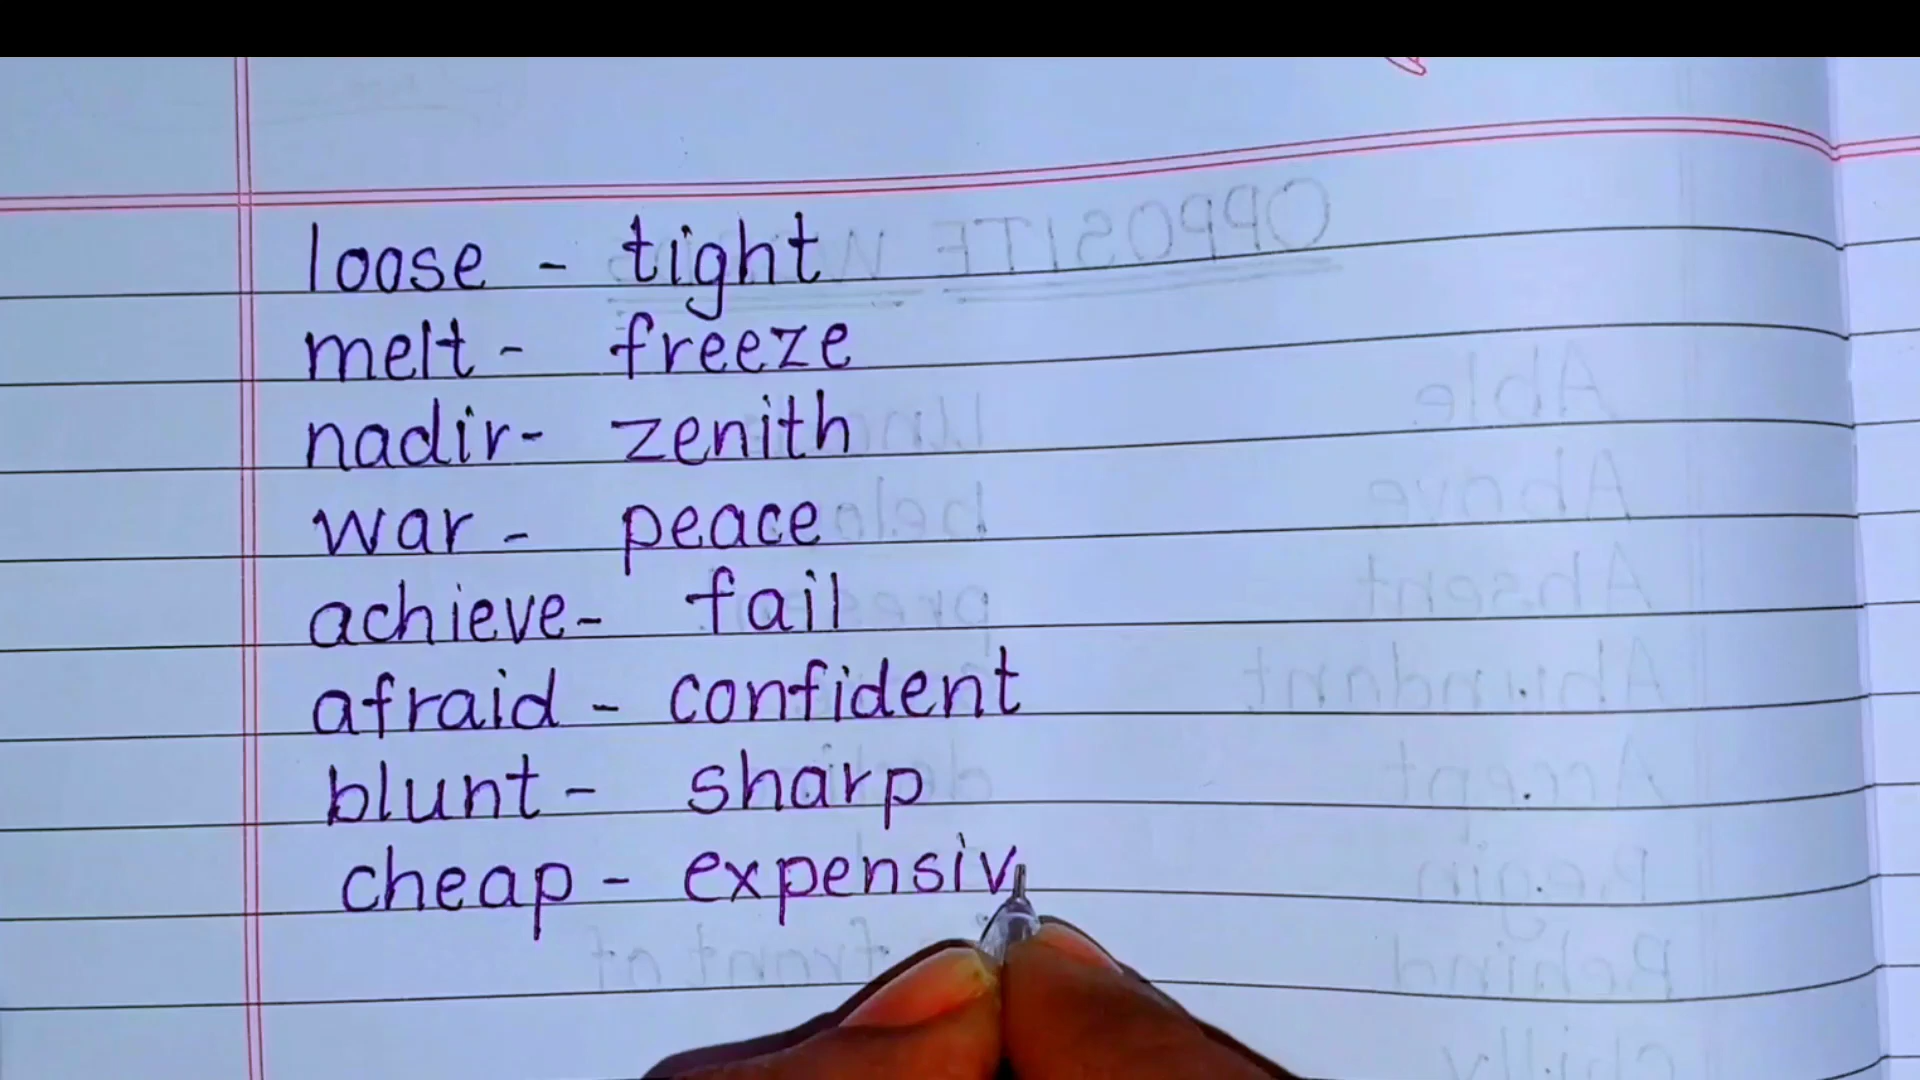 loose - tight
melt - freeze
nadir- zenith
war - peace
achieve- fail
afraid - confident
blunt - sharp
cheap - expensiv